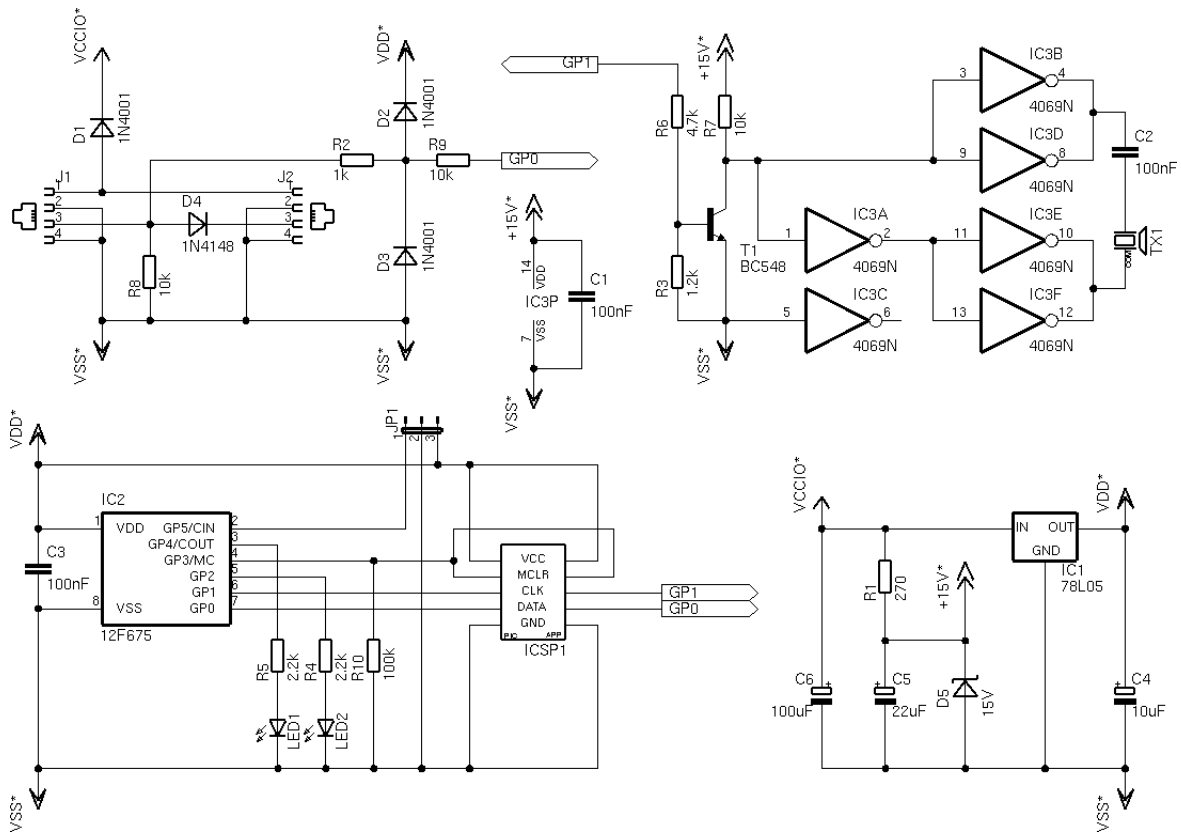 VCCIO*
VDD*
D1
1N4001
D2
1N4001
R2
1k
R9
10k
GP0
J1
1
2
3
4
J2
1
2
3
4
D4
1N4148
R8
10k
D3
1N4001
VSS*
VSS*
+15V*
14
VDD
IC3P
7
VSS
C1
100nF
VSS*
GP1
+15V*
R6
4.7k
R7
10k
R3
1.2k
T1
BC548
VSS*
IC3B
3
4
4069N
IC3D
9
8
4069N
C2
100nF
IC3A
1
2
4069N
IC3E
11
10
4069N
IC3C
5
6
4069N
IC3F
13
12
4069N
TX1
COM
VDD*
JP1
1
2
3
IC2
1
VDD
8
VSS
GP5/CIN
2
GP4/COUT
3
GP3/MC
4
GP2
5
GP1
6
GP0
7
12F675
C3
100nF
VCC
MCLR
CLK
DATA
GND
PIC
APP
ICSP1
GP1
GP0
R5
2.2k
R4
2.2k
R10
100k
LED1
LED2
VSS*
VCCIO*
VDD*
IN
OUT
GND
IC1
78L05
R1
270
+15V*
C6
+
100uF
C5
+
22uF
D5
15V
C4
+
10uF
VSS*